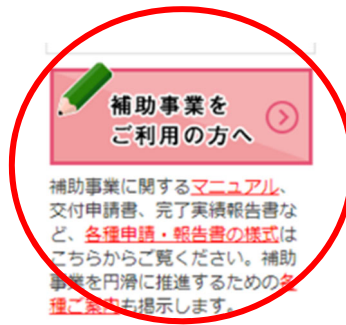 補助事業を
ご利用の方へ
補助事業に関するマニュアル、
交付申請書、完了実績報告書な
ど、各種申請・報告書の様式は
こちらからご覧ください。補助
事業を円滑に推進するための各
種ご案内も掲示します。